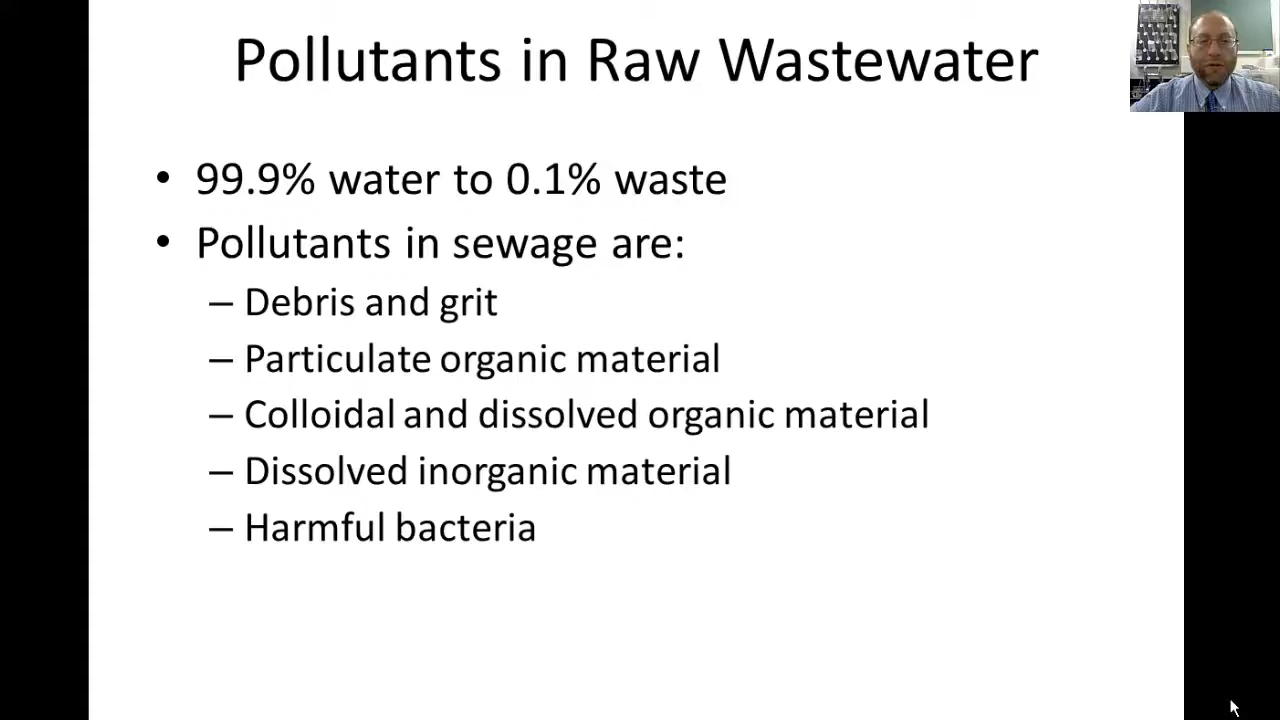 Pollutants in Raw Wastewater
• 99.9% water to 0.1% waste
• Pollutants in sewage are:
– Debris and grit
– Particulate organic material
– Colloidal and dissolved organic material
– Dissolved inorganic material
– Harmful bacteria